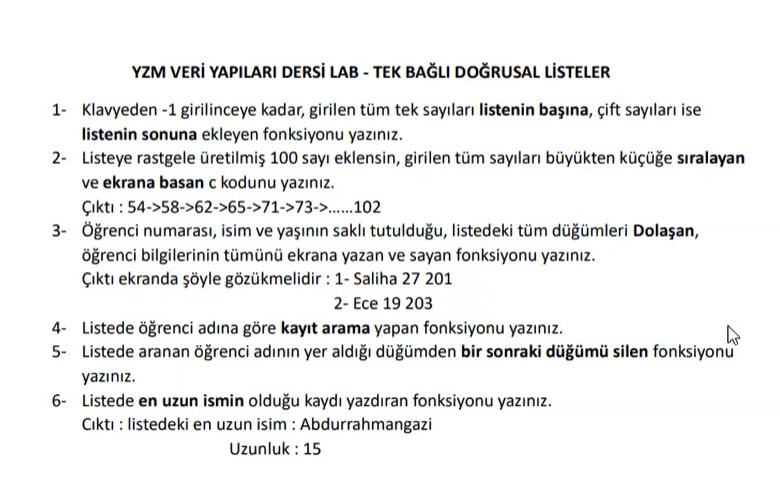 YZM VERİ YAPILARI DERSİ LAB - TEK BAĞLI DOĞRUSAL LİSTELER
1- Klavyeden -1 girilinceye kadar, girilen tüm tek sayıları listenin başına, çift sayıları ise
listenin sonuna ekleyen fonksiyonu yazınız.
2- Listeye rastgele üretilmiş 100 sayı eklensin, girilen tüm sayıları büyükten küçüğe sıralayan
ve ekrana basan c kodunu yazınız.
Çıktı : 54->58->62->65->71->73->......102
3- Öğrenci numarası, isim ve yaşının saklı tutulduğu, listedeki tüm düğümleri Dolaşan,
öğrenci bilgilerinin tümünü ekrana yazan ve sayan fonksiyonu yazınız.
Çıktı ekranda şöyle gözükmelidir : 1- Saliha 27 201
2- Ece 19 203
4- Listede öğrenci adına göre kayıt arama yapan fonksiyonu yazınız.
5- Listede aranan öğrenci adının yer aldığı düğümden bir sonraki düğümü silen fonksiyonu
yazınız.
6- Listede en uzun ismin olduğu kaydı yazdıran fonksiyonu yazınız.
Cıktı : listedeki en uzun isim : Abdurrahmangazi
Uzunluk : 15